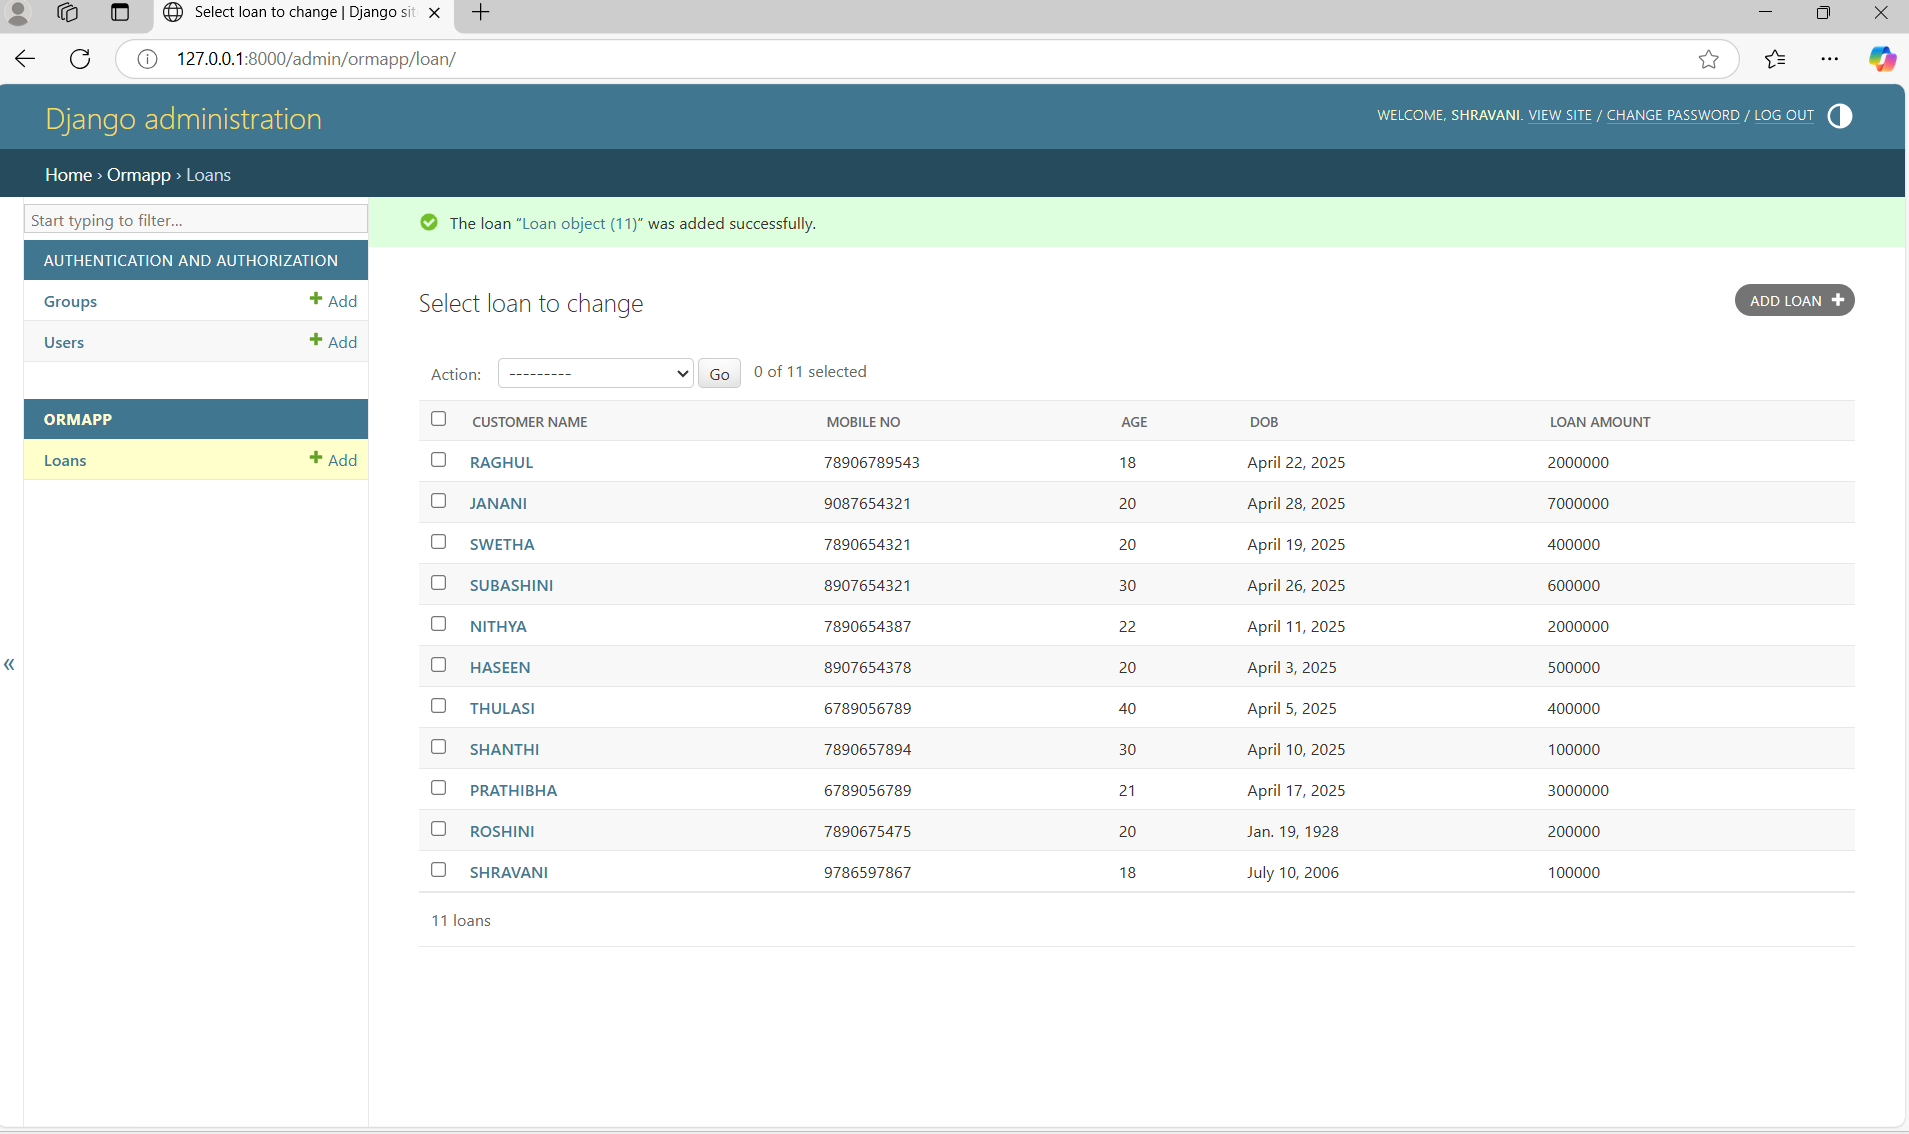 Select loan to change | Django sit
127.0.0.1:8000/admin/ormapp/loan/
Django administration
WELCOME, SHRAVANI. VIEW SITE / CHANGE PASSWORD / LOG OUT
Home › Ormapp › Loans
Start typing to filter...
AUTHENTICATION AND AUTHORIZATION
Groups + Add
Users + Add
ORMAPP
Loans + Add
«
The loan “Loan object (11)” was added successfully.
Select loan to change
ADD LOAN +
Action: --------- Go 0 of 11 selected
CUSTOMER NAME MOBILE NO AGE DOB LOAN AMOUNT
RAGHUL 78906789543 18 April 22, 2025 2000000
JANANI 9087654321 20 April 28, 2025 7000000
SWETHA 7890654321 20 April 19, 2025 400000
SUBASHINI 8907654321 30 April 26, 2025 600000
NITHYA 7890654387 22 April 11, 2025 2000000
HASEEN 8907654378 20 April 3, 2025 500000
THULASI 6789056789 40 April 5, 2025 400000
SHANTHI 7890657894 30 April 10, 2025 100000
PRATHIBHA 6789056789 21 April 17, 2025 3000000
ROSHINI 7890675475 20 Jan. 19, 1928 200000
SHRAVANI 9786597867 18 July 10, 2006 100000
11 loans